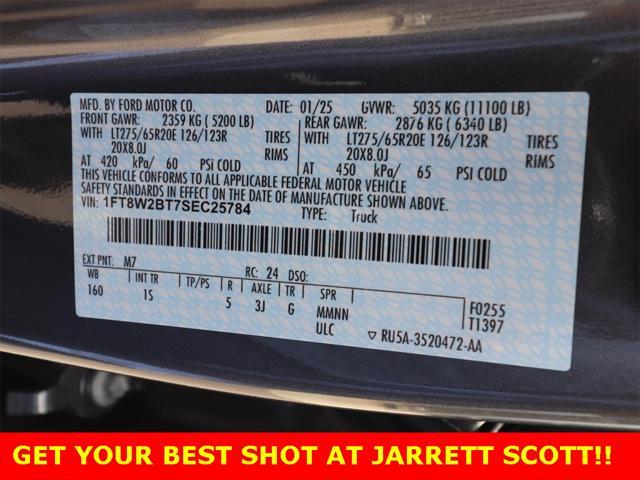 MFD. BY FORD MOTOR CO. 01/25 GVWR: 5035 KG (11100 LB)
FRONT GAWR: 2359 KG ( 5200 LB) REAR GAWR: 2876 KG ( 6340 LB)
WITH LT275/65R20E 126/123R TIRES WITH LT275/65R20E 126/123R TIRES
20X8.0J RIMS 20X8.0J RIMS
AT 420 kPa/ 60 PSI COLD AT 450 kPa/ 65 PSI COLD
THIS VEHICLE CONFORMS TO ALL APPLICABLE FEDERAL MOTOR VEHICLE
SAFETY STANDARDS IN EFFECT ON THE DATE OF MANUFACTURE SHOWN ABOVE.
VIN: 1FT8W2BT7SEC25784 TYPE: Truck
EXT PNT: M7 RC: 24 DSO:
WB INT TR TP/PS R AXLE TR SPR
160 1S 5 3J G MMNN F0255
ULC T1397
RU5A-3520472-AA
GET YOUR BEST SHOT AT JARRETT SCOTT!!